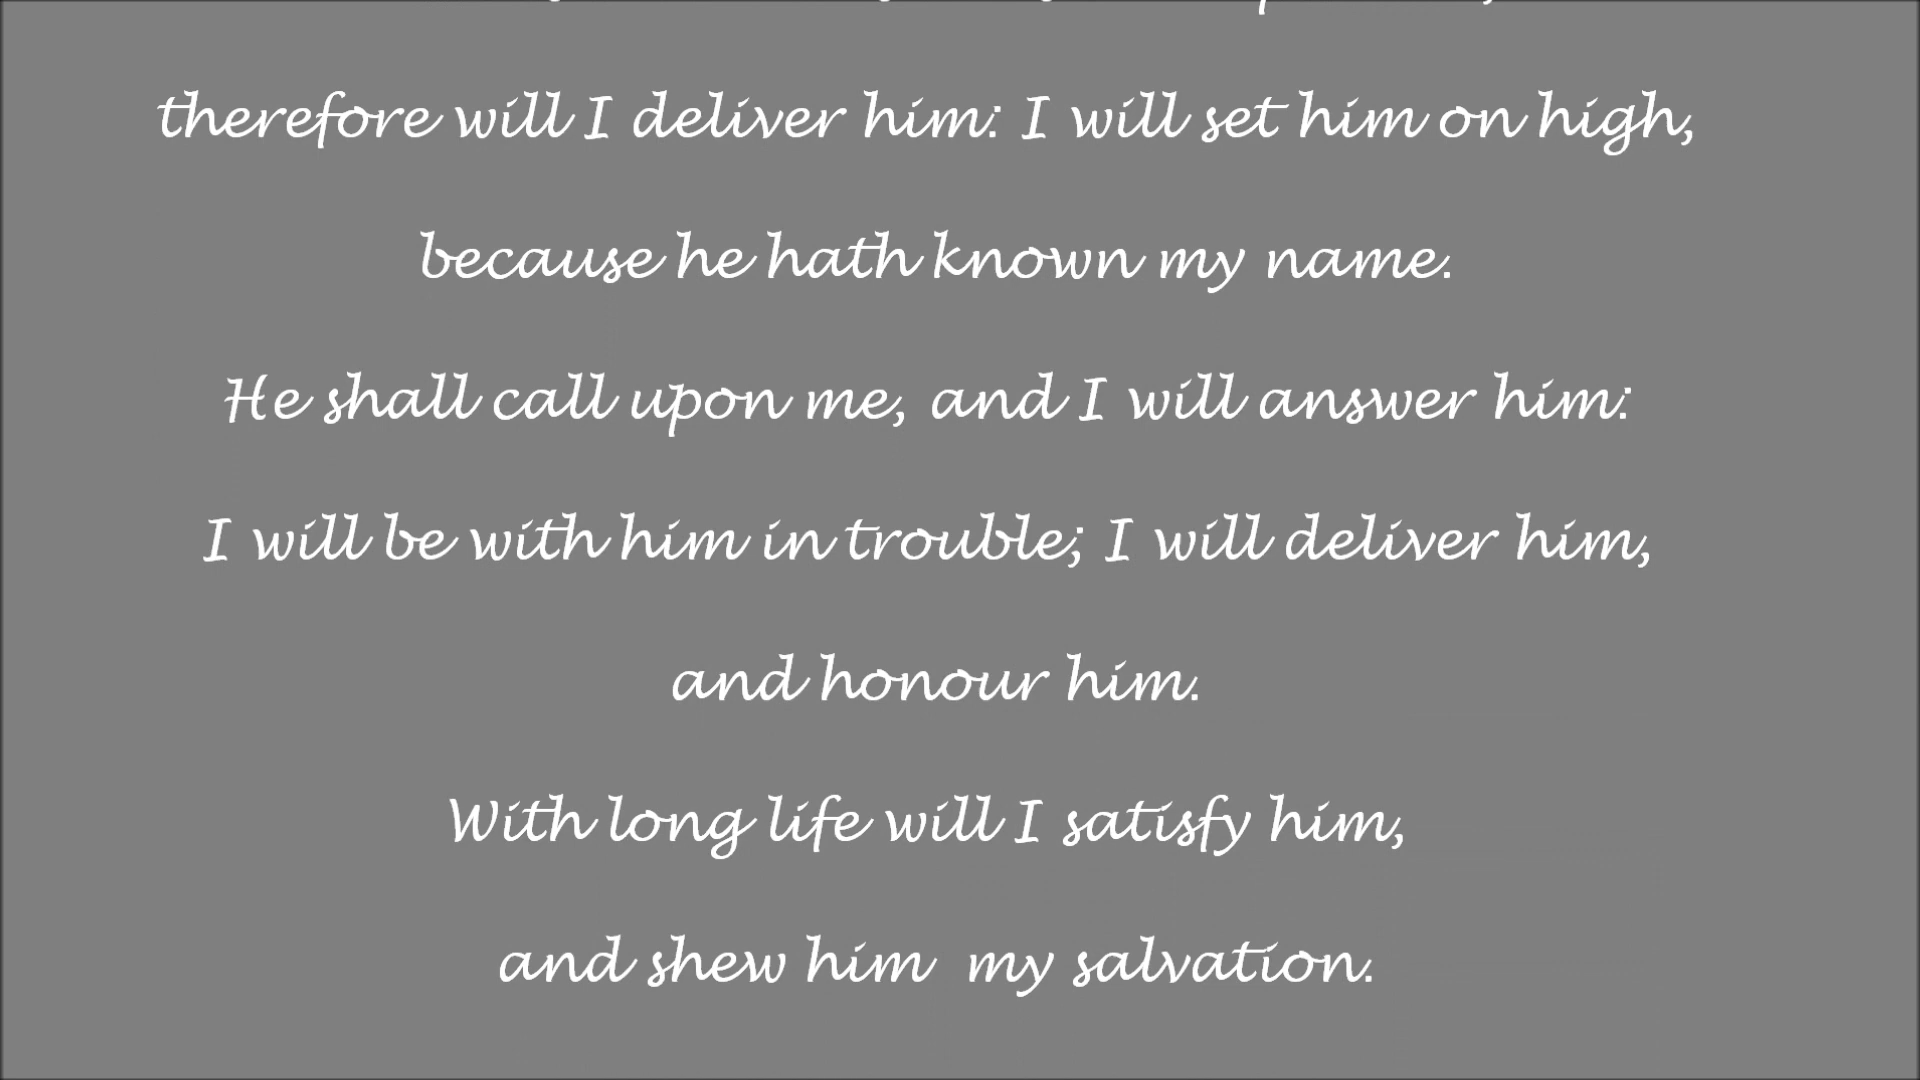 therefore will I deliver him: I will set him on high,
because he hath known my name.
He shall call upon me, and I will answer him:
I will be with him in trouble; I will deliver him,
and honour him.
With long life will I satisfy him,
and shew him my salvation.